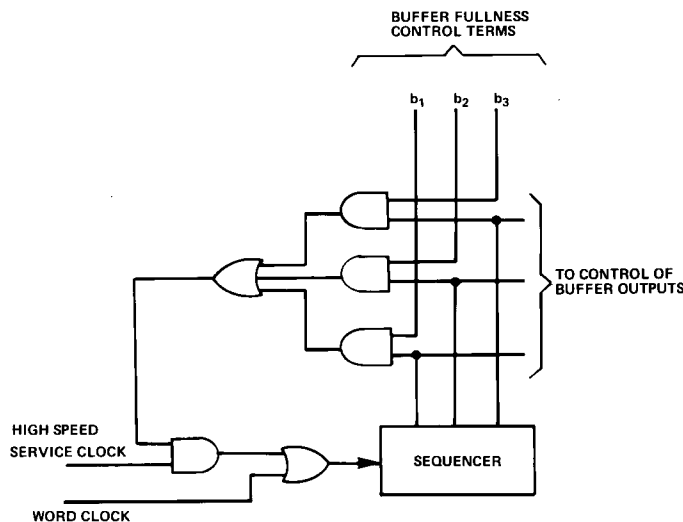 BUFFER FULLNESS
CONTROL TERMS
b1 b2 b3
TO CONTROL OF
BUFFER OUTPUTS
HIGH SPEED
SERVICE CLOCK
SEQUENCER
WORD CLOCK